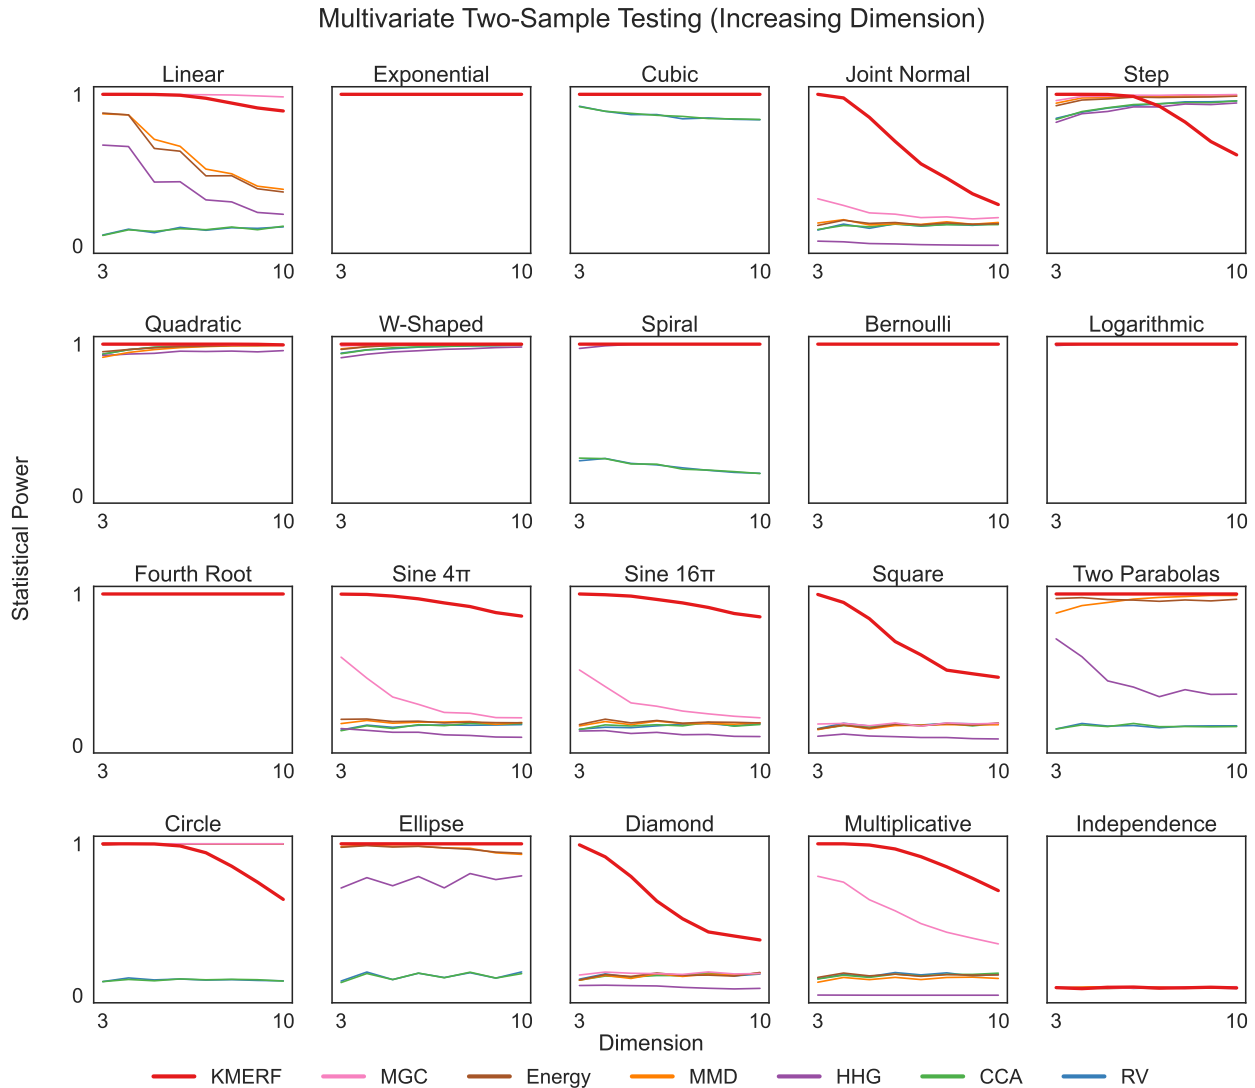 Multivariate Two-Sample Testing (Increasing Dimension)
Linear
Exponential
Cubic
Joint Normal
Step
1
0
3
10
3
10
3
10
3
10
3
10
Quadratic
W-Shaped
Spiral
Bernoulli
Logarithmic
1
0
3
10
3
10
3
10
3
10
3
10
Statistical Power
Fourth Root
Sine 4π
Sine 16π
Square
Two Parabolas
1
0
3
10
3
10
3
10
3
10
3
10
Circle
Ellipse
Diamond
Multiplicative
Independence
1
0
3
10
3
10
3
10
3
10
3
10
Dimension
KMERF
MGC
Energy
MMD
HHG
CCA
RV